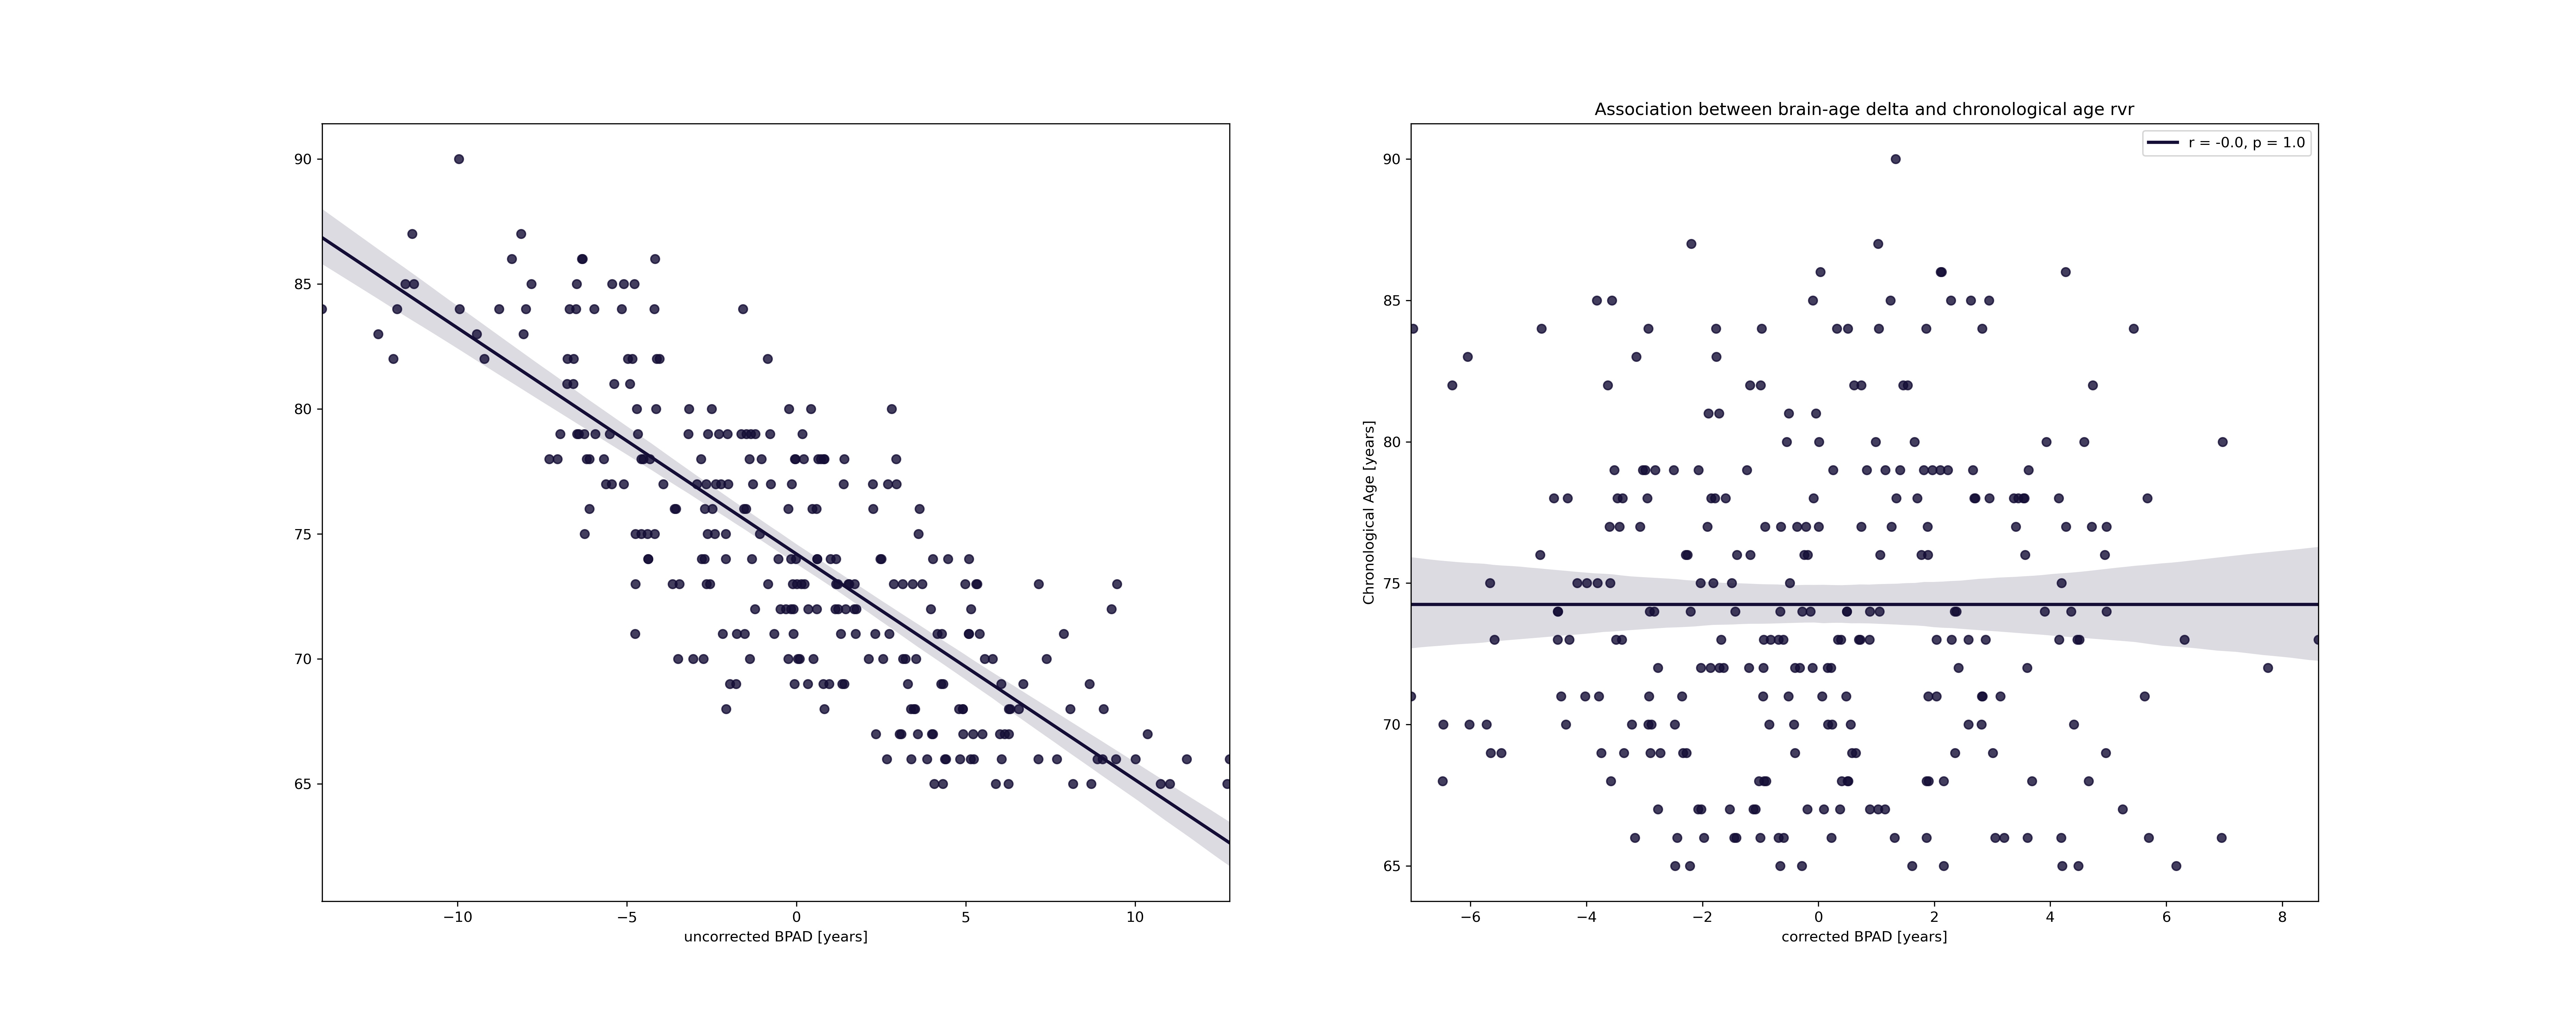 90
85
80
75
70
65
−10 −5 0 5 10
uncorrected BPAD [years]
Association between brain-age delta and chronological age rvr
r = -0.0, p = 1.0
Chronological Age [years]
90
85
80
75
70
65
−6 −4 −2 0 2 4 6 8
corrected BPAD [years]